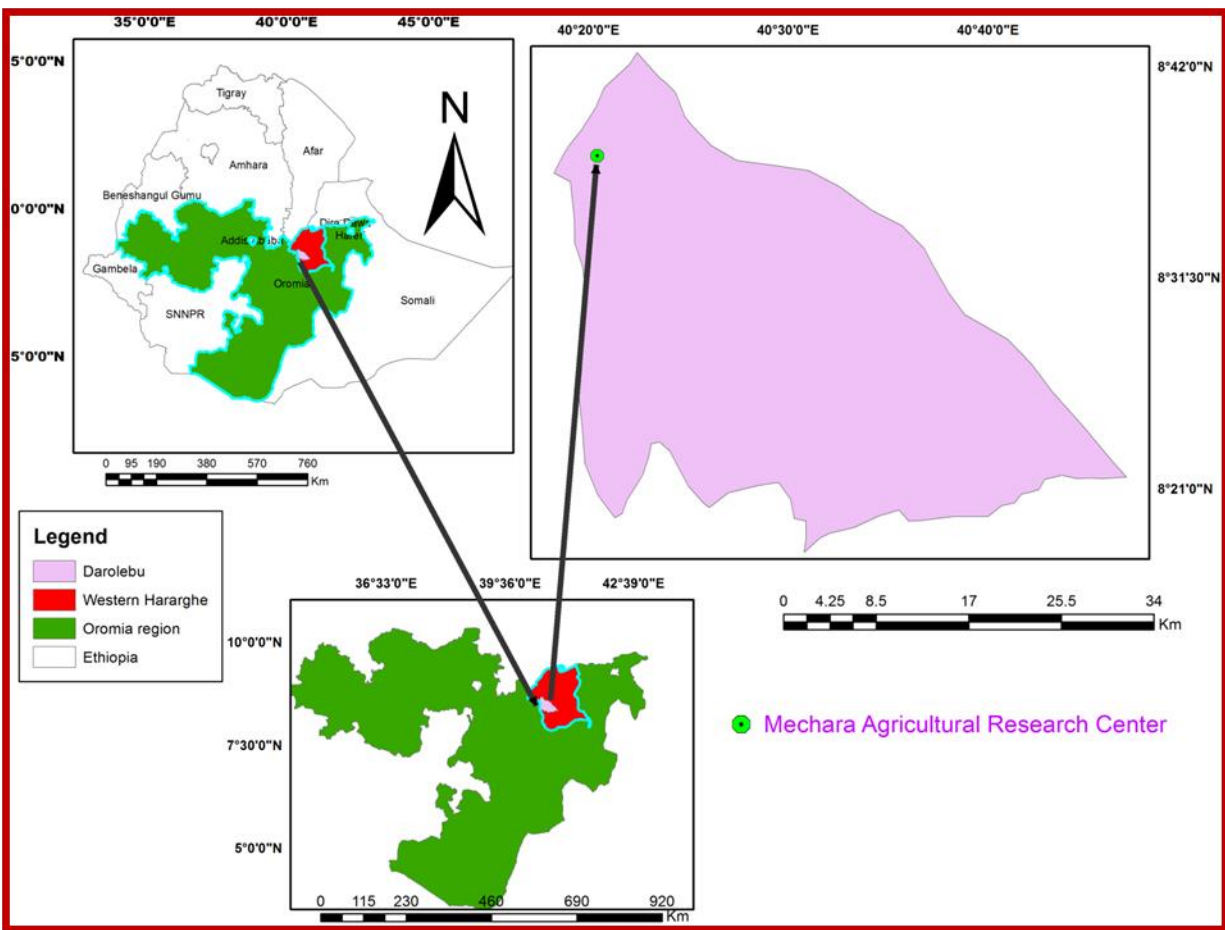 35°0'0"E 40°0'0"E 45°0'0"E
5°0'0"N
0°0'0"N
5°0'0"N
Tigray
Afar
Amhara
Beneshangul Gumu
Gambela
Oromia
SNNPR
Somali
N
0 95 190 380 570 760
Km
40°20'0"E 40°30'0"E 40°40'0"E
8°42'0"N
8°31'30"N
8°21'0"N
0 4.25 8.5 17 25.5 34
Km
Legend
Darolebu
Western Hararghe
Oromia region
Ethiopia
36°33'0"E 39°36'0"E 42°39'0"E
10°0'0"N
7°30'0"N
5°0'0"N
0 115 230 460 690 920
Km
Mechara Agricultural Research Center